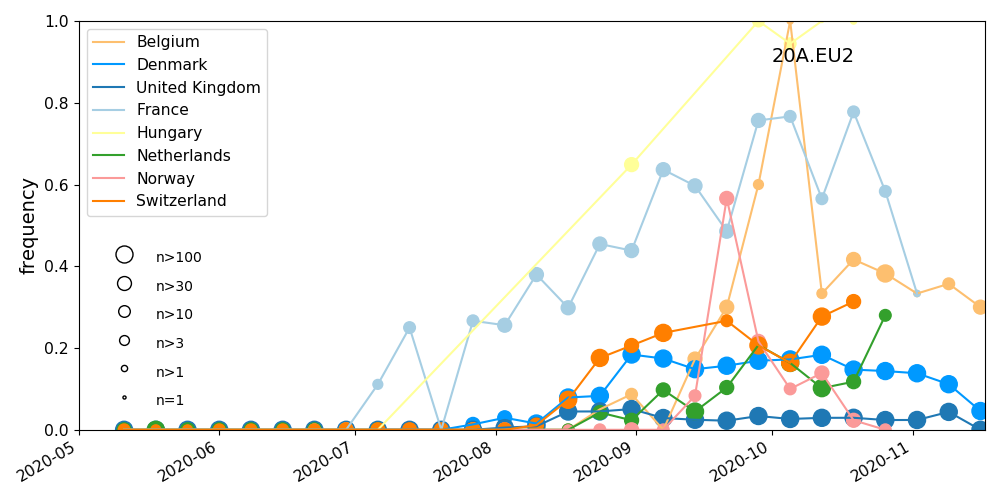 1.0
0.8
0.6
0.4
0.2
0.0
frequency
20A.EU2
Belgium
Denmark
United Kingdom
France
Hungary
Netherlands
Norway
Switzerland
n>100
n>30
n>10
n>3
n>1
n=1
2020-05
2020-06
2020-07
2020-08
2020-09
2020-10
2020-11